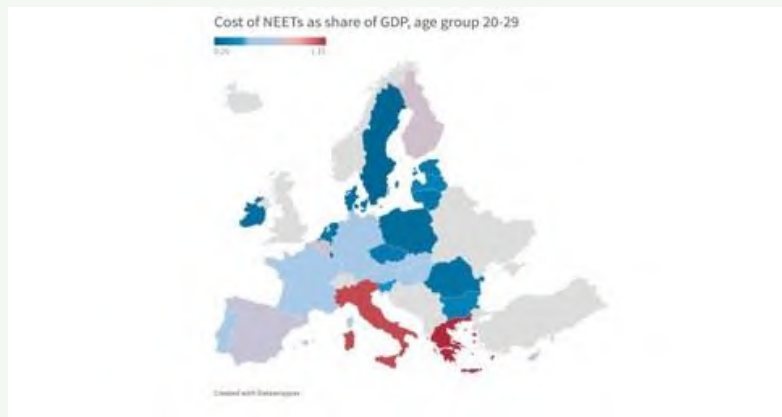 Cost of NEETs as share of GDP, age group 20-29
Created with Datawrapper